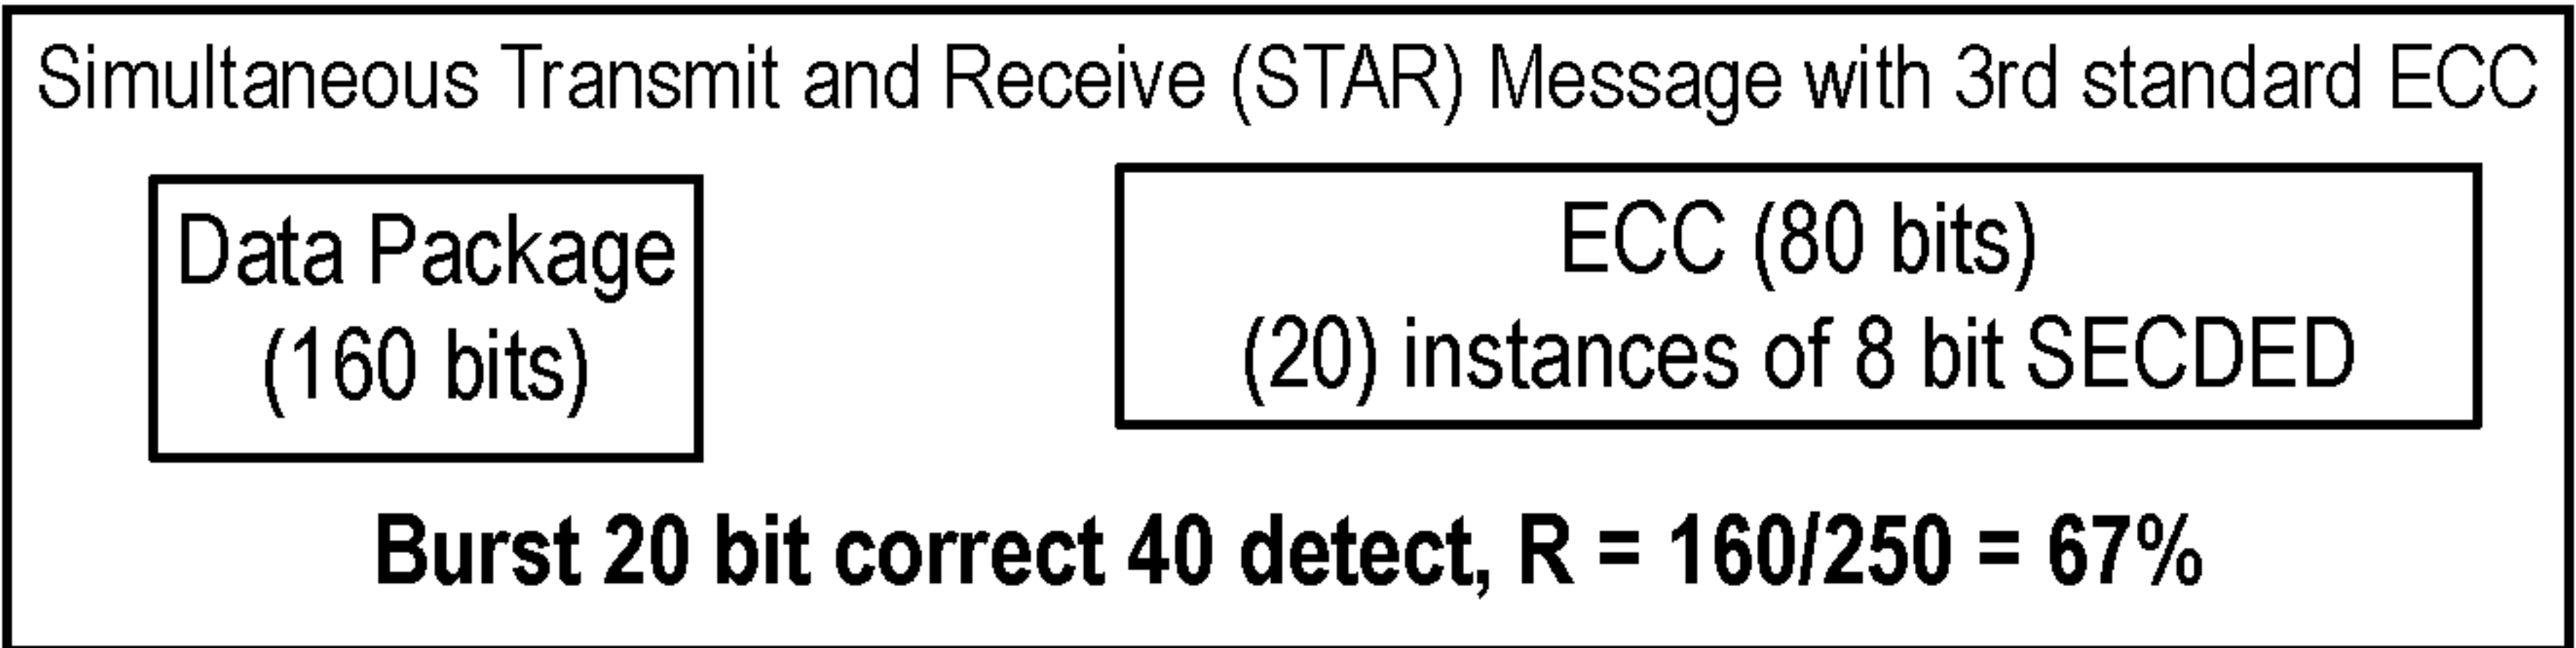 Simultaneous Transmit and Receive (STAR) Message with 3rd standard ECC
Data Package
(160 bits)
ECC (80 bits)
(20) instances of 8 bit SECDED
Burst 20 bit correct 40 detect, R = 160/250 = 67%